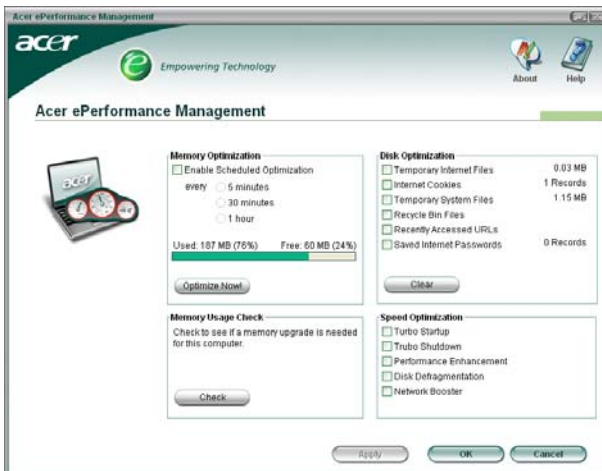 Acer ePerformance Management
acer
e Empowering Technology
About
Help
Acer ePerformance Management
Memory Optimization
Enable Scheduled Optimization
every
5 minutes
30 minutes
1 hour
Used: 187 MB (76%) Free: 60 MB (24%)
Optimize Now!
Disk Optimization
Temporary Internet Files 0.03 MB
Internet Cookies 1 Records
Temporary System Files 1.15 MB
Recycle Bin Files
Recently Accessed URLs
Saved Internet Passwords 0 Records
Clear
Memory Usage Check
Check to see if a memory upgrade is needed
for this computer.
Check
Speed Optimization
Turbo Startup
Trubo Shutdown
Performance Enhancement
Disk Defragmentation
Network Booster
Apply
OK
Cancel
acer